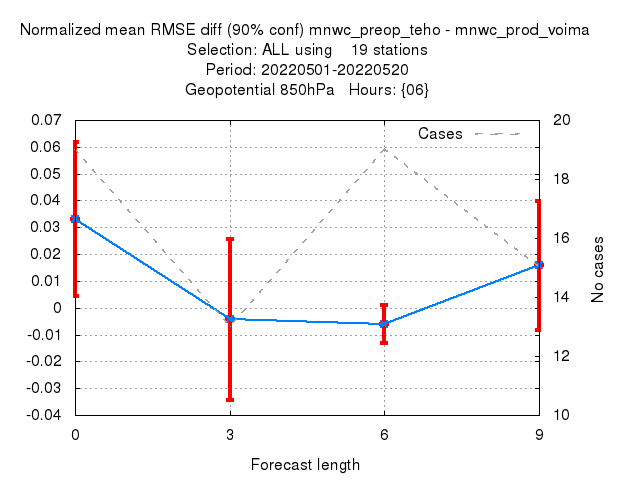 Normalized mean RMSE diff (90% conf) mnwc_preop_teho - mnwc_prod_voima
Selection: ALL using    19 stations
Period: 20220501-20220520
Geopotential 850hPa   Hours: {06}
0.07
0.06
0.05
0.04
0.03
0.02
0.01
0
-0.01
-0.02
-0.03
-0.04
Cases
20
18
16
14
12
10
No cases
0 3 6 9
Forecast length